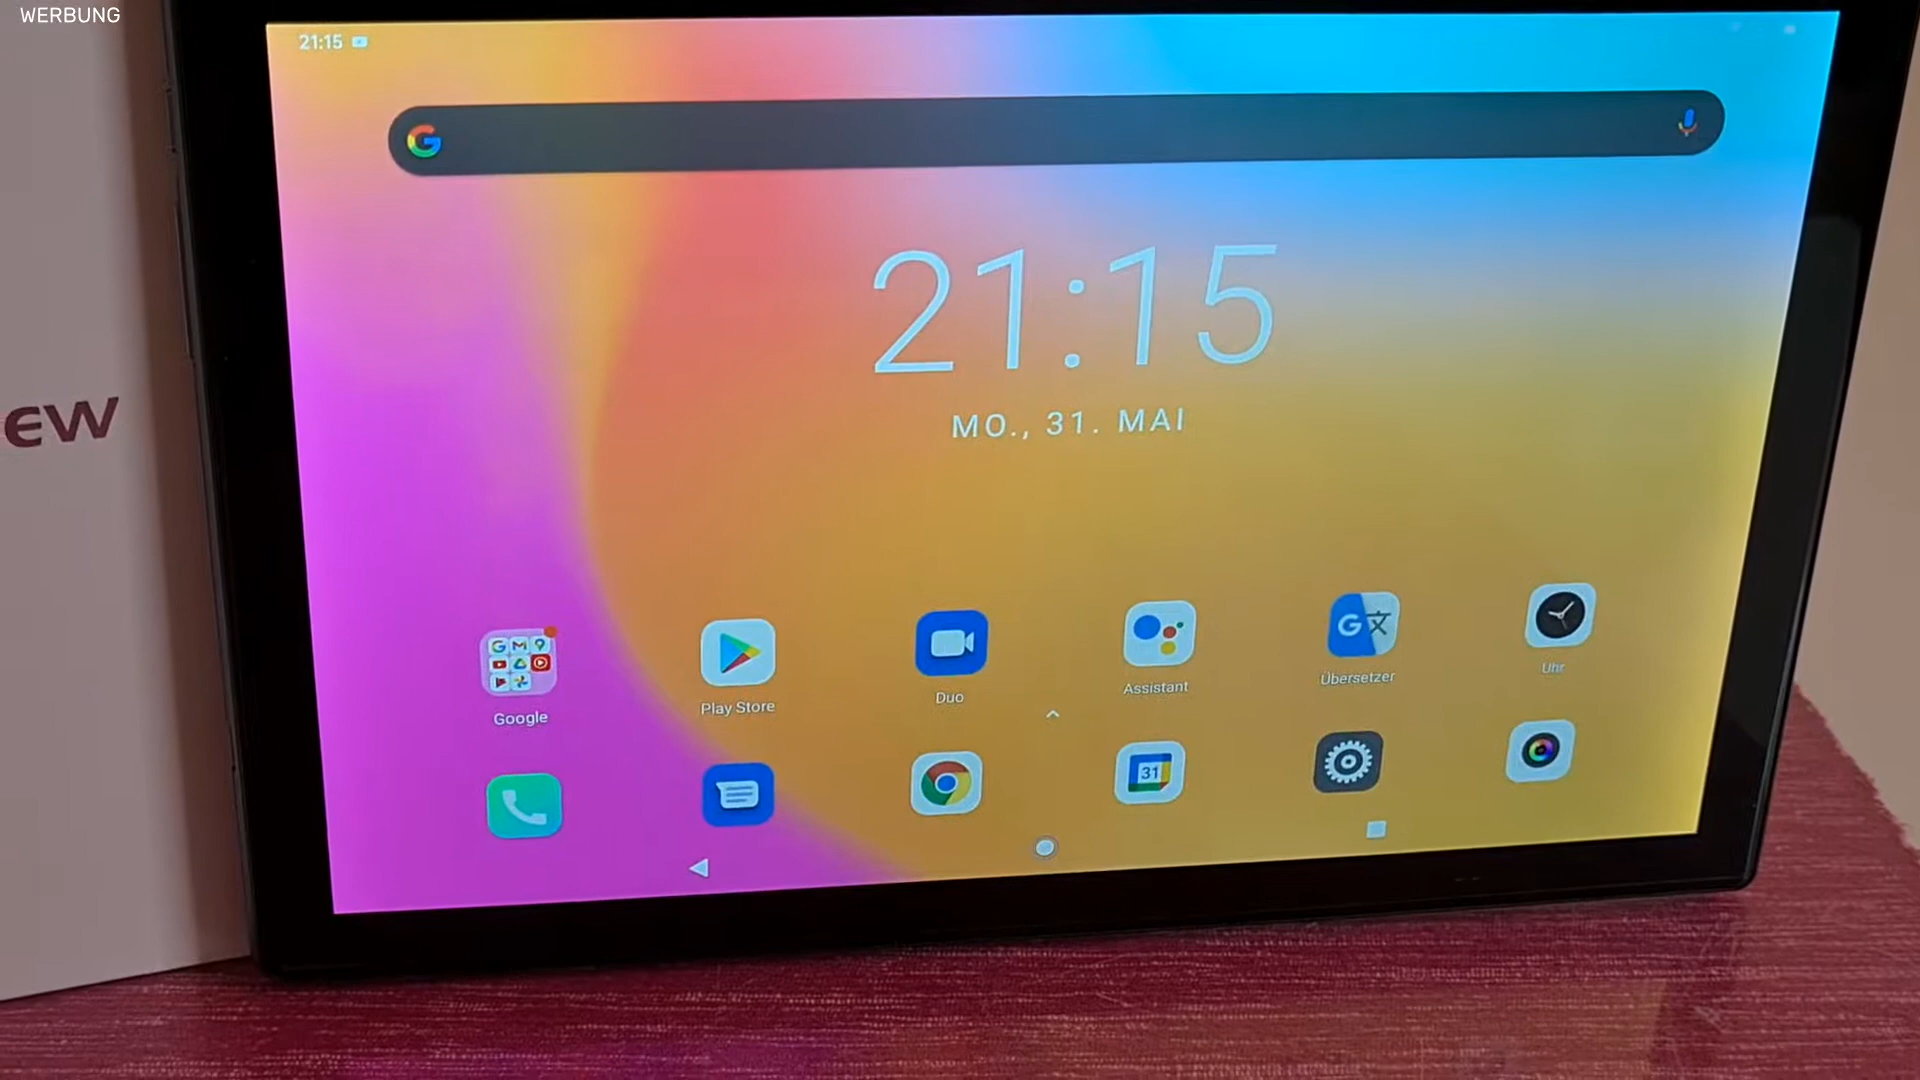 WERBUNG
21:15
21:15
MO., 31. MAI
ew
Google
Play Store
Duo
Assistant
Übersetzer
Uhr
31